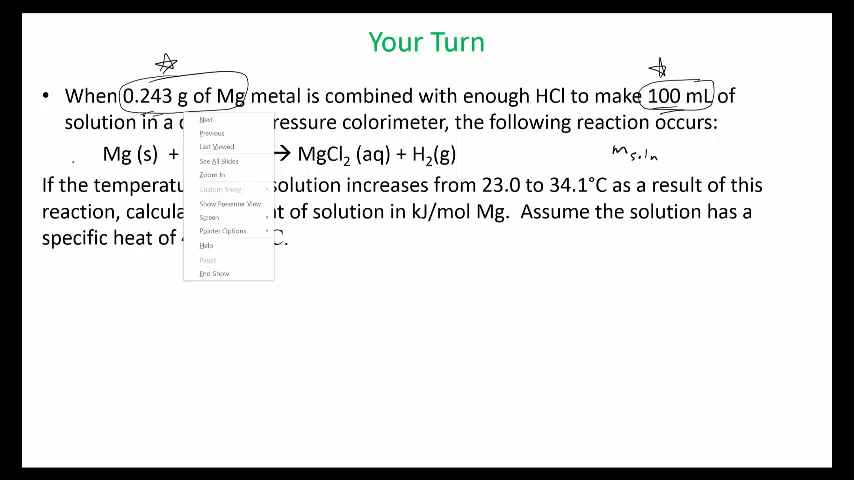 Your Turn
• When 0.243 g of Mg metal is combined with enough HCl to make 100 mL of
solution in a c ressure colorimeter, the following reaction occurs:
Mg (s) + → MgCl₂ (aq) + H₂(g)
m soln
If the temperatu solution increases from 23.0 to 34.1°C as a result of this
reaction, calcula t of solution in kJ/mol Mg. Assume the solution has a
specific heat of C.
Next
Previous
Last Viewed
See All Slides
Zoom In
Custom Show
Show Presenter View
Screen
Pointer Options
Help
Pause
End Show